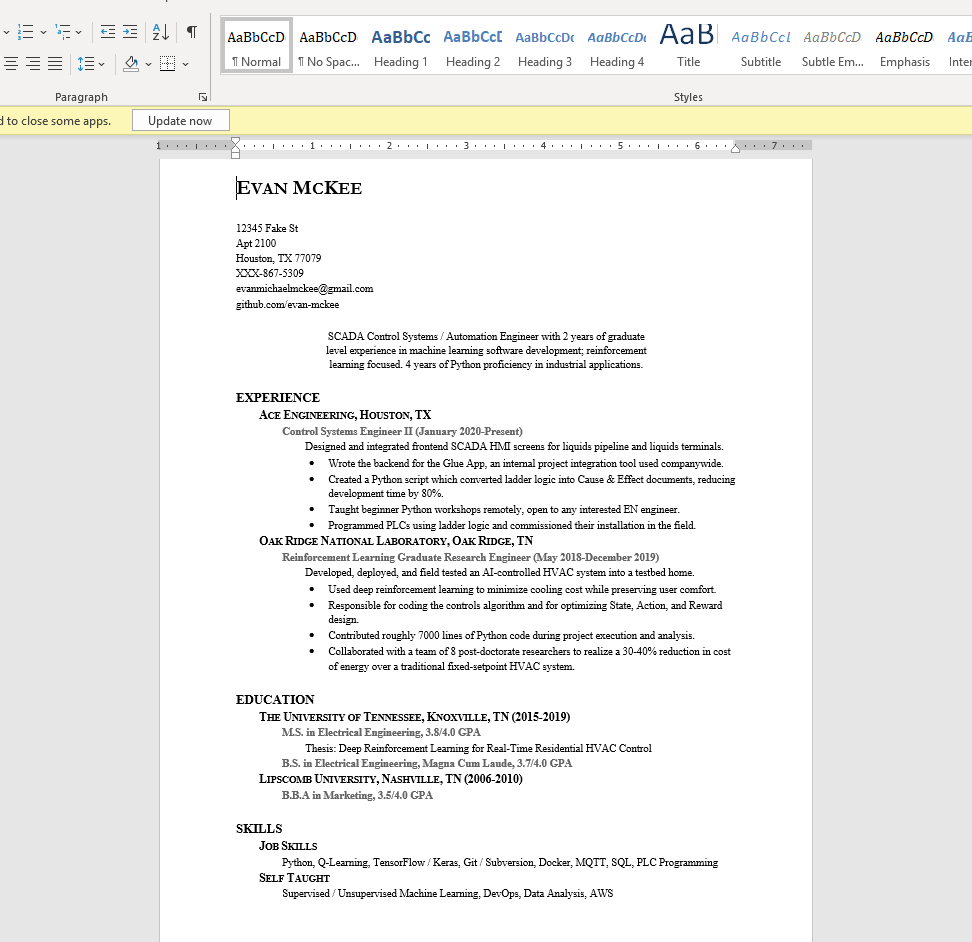 AaBbCcD AaBbCcD AaBbCc AaBbCcD AaBbCcD AaBbCcD AaB AaBbCcL AaBbCcD AaBbCcD
¶ Normal ¶ No Spac... Heading 1 Heading 2 Heading 3 Heading 4 Title Subtitle Subtle Em... Emphasis
Paragraph Styles
to close some apps. Update now
1 1 2 3 4 5 6 7
EVAN MCKEE
12345 Fake St
Apt 2100
Houston, TX 77079
XXX-867-5309
evanmichaelmckee@gmail.com
github.com/evan-mckee
SCADA Control Systems / Automation Engineer with 2 years of graduate
level experience in machine learning software development; reinforcement
learning focused. 4 years of Python proficiency in industrial applications.
EXPERIENCE
ACE ENGINEERING, HOUSTON, TX
Control Systems Engineer II (January 2020-Present)
Designed and integrated frontend SCADA HMI screens for liquids pipeline and liquids terminals.
• Wrote the backend for the Glue App, an internal project integration tool used companywide.
• Created a Python script which converted ladder logic into Cause & Effect documents, reducing
development time by 80%.
• Taught beginner Python workshops remotely, open to any interested EN engineer.
• Programmed PLCs using ladder logic and commissioned their installation in the field.
OAK RIDGE NATIONAL LABORATORY, OAK RIDGE, TN
Reinforcement Learning Graduate Research Engineer (May 2018-December 2019)
Developed, deployed, and field tested an AI-controlled HVAC system into a testbed home.
• Used deep reinforcement learning to minimize cooling cost while preserving user comfort.
• Responsible for coding the controls algorithm and for optimizing State, Action, and Reward
design.
• Contributed roughly 7000 lines of Python code during project execution and analysis.
• Collaborated with a team of 8 post-doctorate researchers to realize a 30-40% reduction in cost
of energy over a traditional fixed-setpoint HVAC system.
EDUCATION
THE UNIVERSITY OF TENNESSEE, KNOXVILLE, TN (2015-2019)
M.S. in Electrical Engineering, 3.8/4.0 GPA
Thesis: Deep Reinforcement Learning for Real-Time Residential HVAC Control
B.S. in Electrical Engineering, Magna Cum Laude, 3.7/4.0 GPA
LIPSCOMB UNIVERSITY, NASHVILLE, TN (2006-2010)
B.B.A in Marketing, 3.5/4.0 GPA
SKILLS
JOB SKILLS
Python, Q-Learning, TensorFlow / Keras, Git / Subversion, Docker, MQTT, SQL, PLC Programming
SELF TAUGHT
Supervised / Unsupervised Machine Learning, DevOps, Data Analysis, AWS